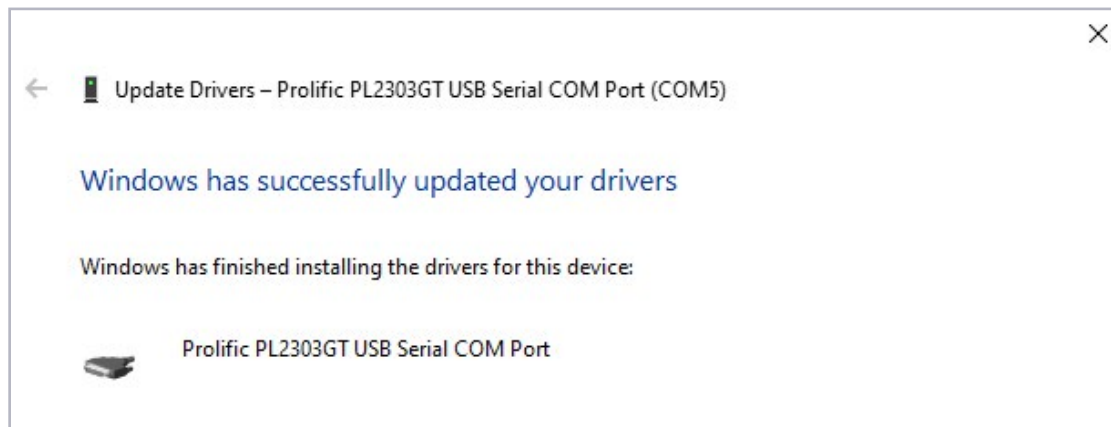 Update Drivers – Prolific PL2303GT USB Serial COM Port (COM5)
Windows has successfully updated your drivers
Windows has finished installing the drivers for this device:
Prolific PL2303GT USB Serial COM Port